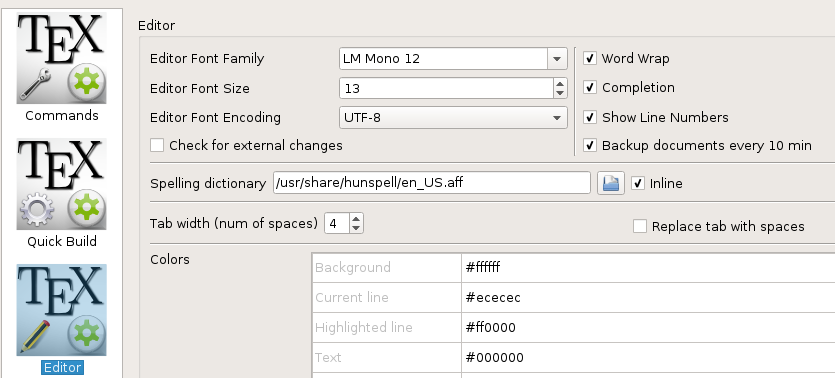 TEX
Commands
TEX
Quick Build
TEX
Editor
Editor
Editor Font Family LM Mono 12 Word Wrap
Editor Font Size 13 Completion
Editor Font Encoding UTF-8 Show Line Numbers
Check for external changes Backup documents every 10 min
Spelling dictionary /usr/share/hunspell/en_US.aff Inline
Tab width (num of spaces) 4 Replace tab with spaces
Colors
Background #ffffff
Current line #ececec
Highlighted line #ff0000
Text #000000